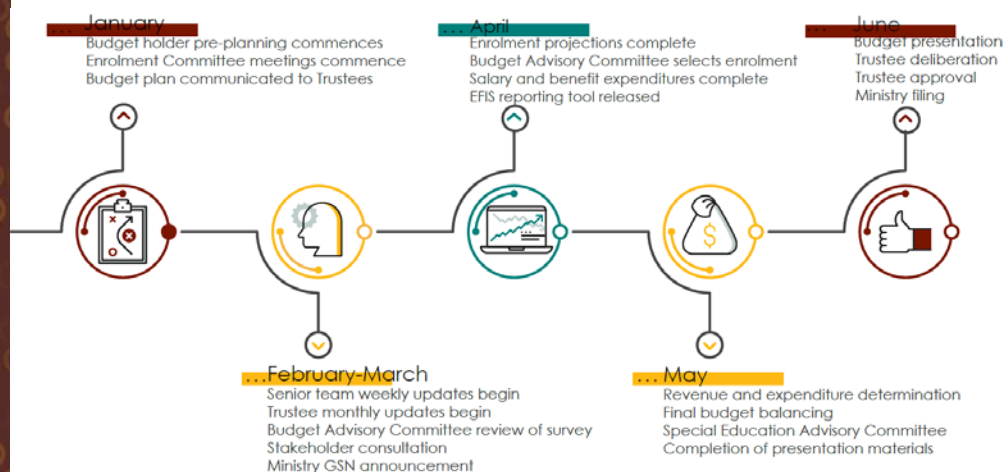 ... January
Budget holder pre-planning commences
Enrolment Committee meetings commence
Budget plan communicated to Trustees
... February-March
Senior team weekly updates begin
Trustee monthly updates begin
Budget Advisory Committee review of survey
Stakeholder consultation
Ministry GSN announcement
... April
Enrolment projections complete
Budget Advisory Committee selects enrolment
Salary and benefit expenditures complete
EFIS reporting tool released
... May
Revenue and expenditure determination
Final budget balancing
Special Education Advisory Committee
Completion of presentation materials
$
... June
Budget presentation
Trustee deliberation
Trustee approval
Ministry filing